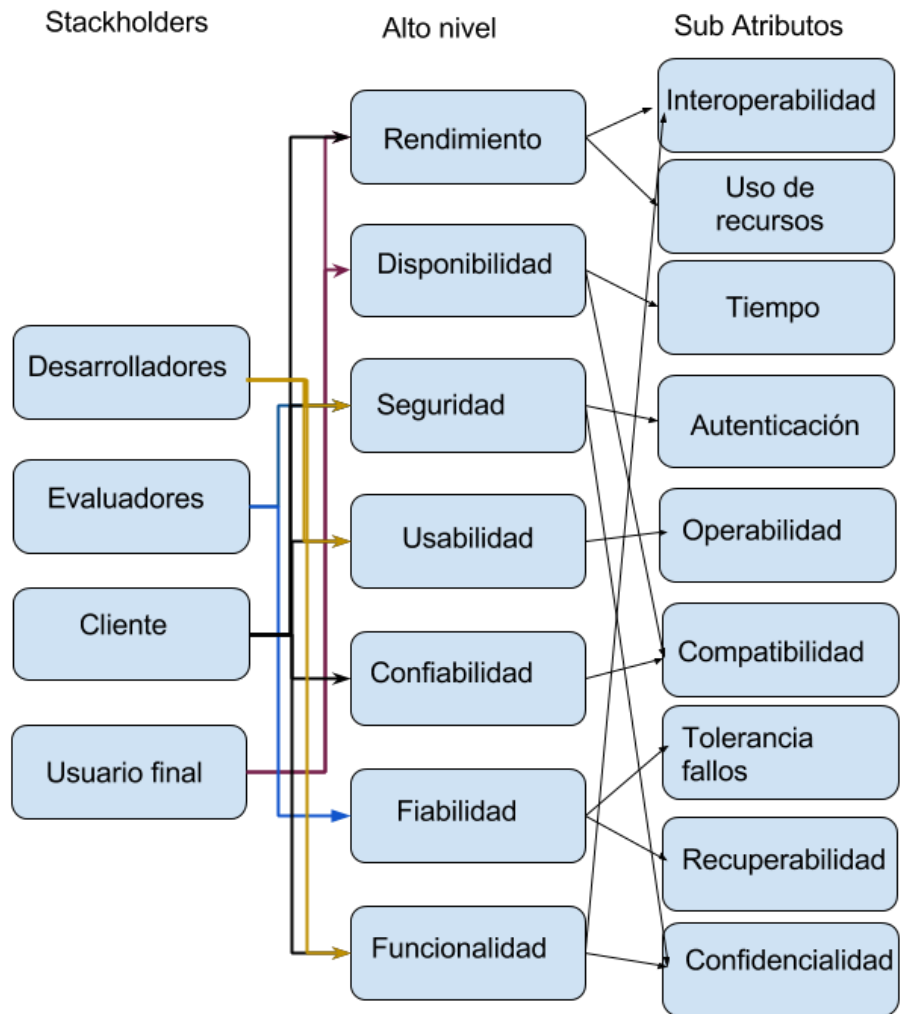 Stackholders
Alto nivel
Sub Atributos
Desarrolladores
Evaluadores
Cliente
Usuario final
Rendimiento
Disponibilidad
Seguridad
Usabilidad
Confiabilidad
Fiabilidad
Funcionalidad
Interoperabilidad
Uso de
recursos
Tiempo
Autenticación
Operabilidad
Compatibilidad
Tolerancia
fallos
Recuperabilidad
Confidencialidad